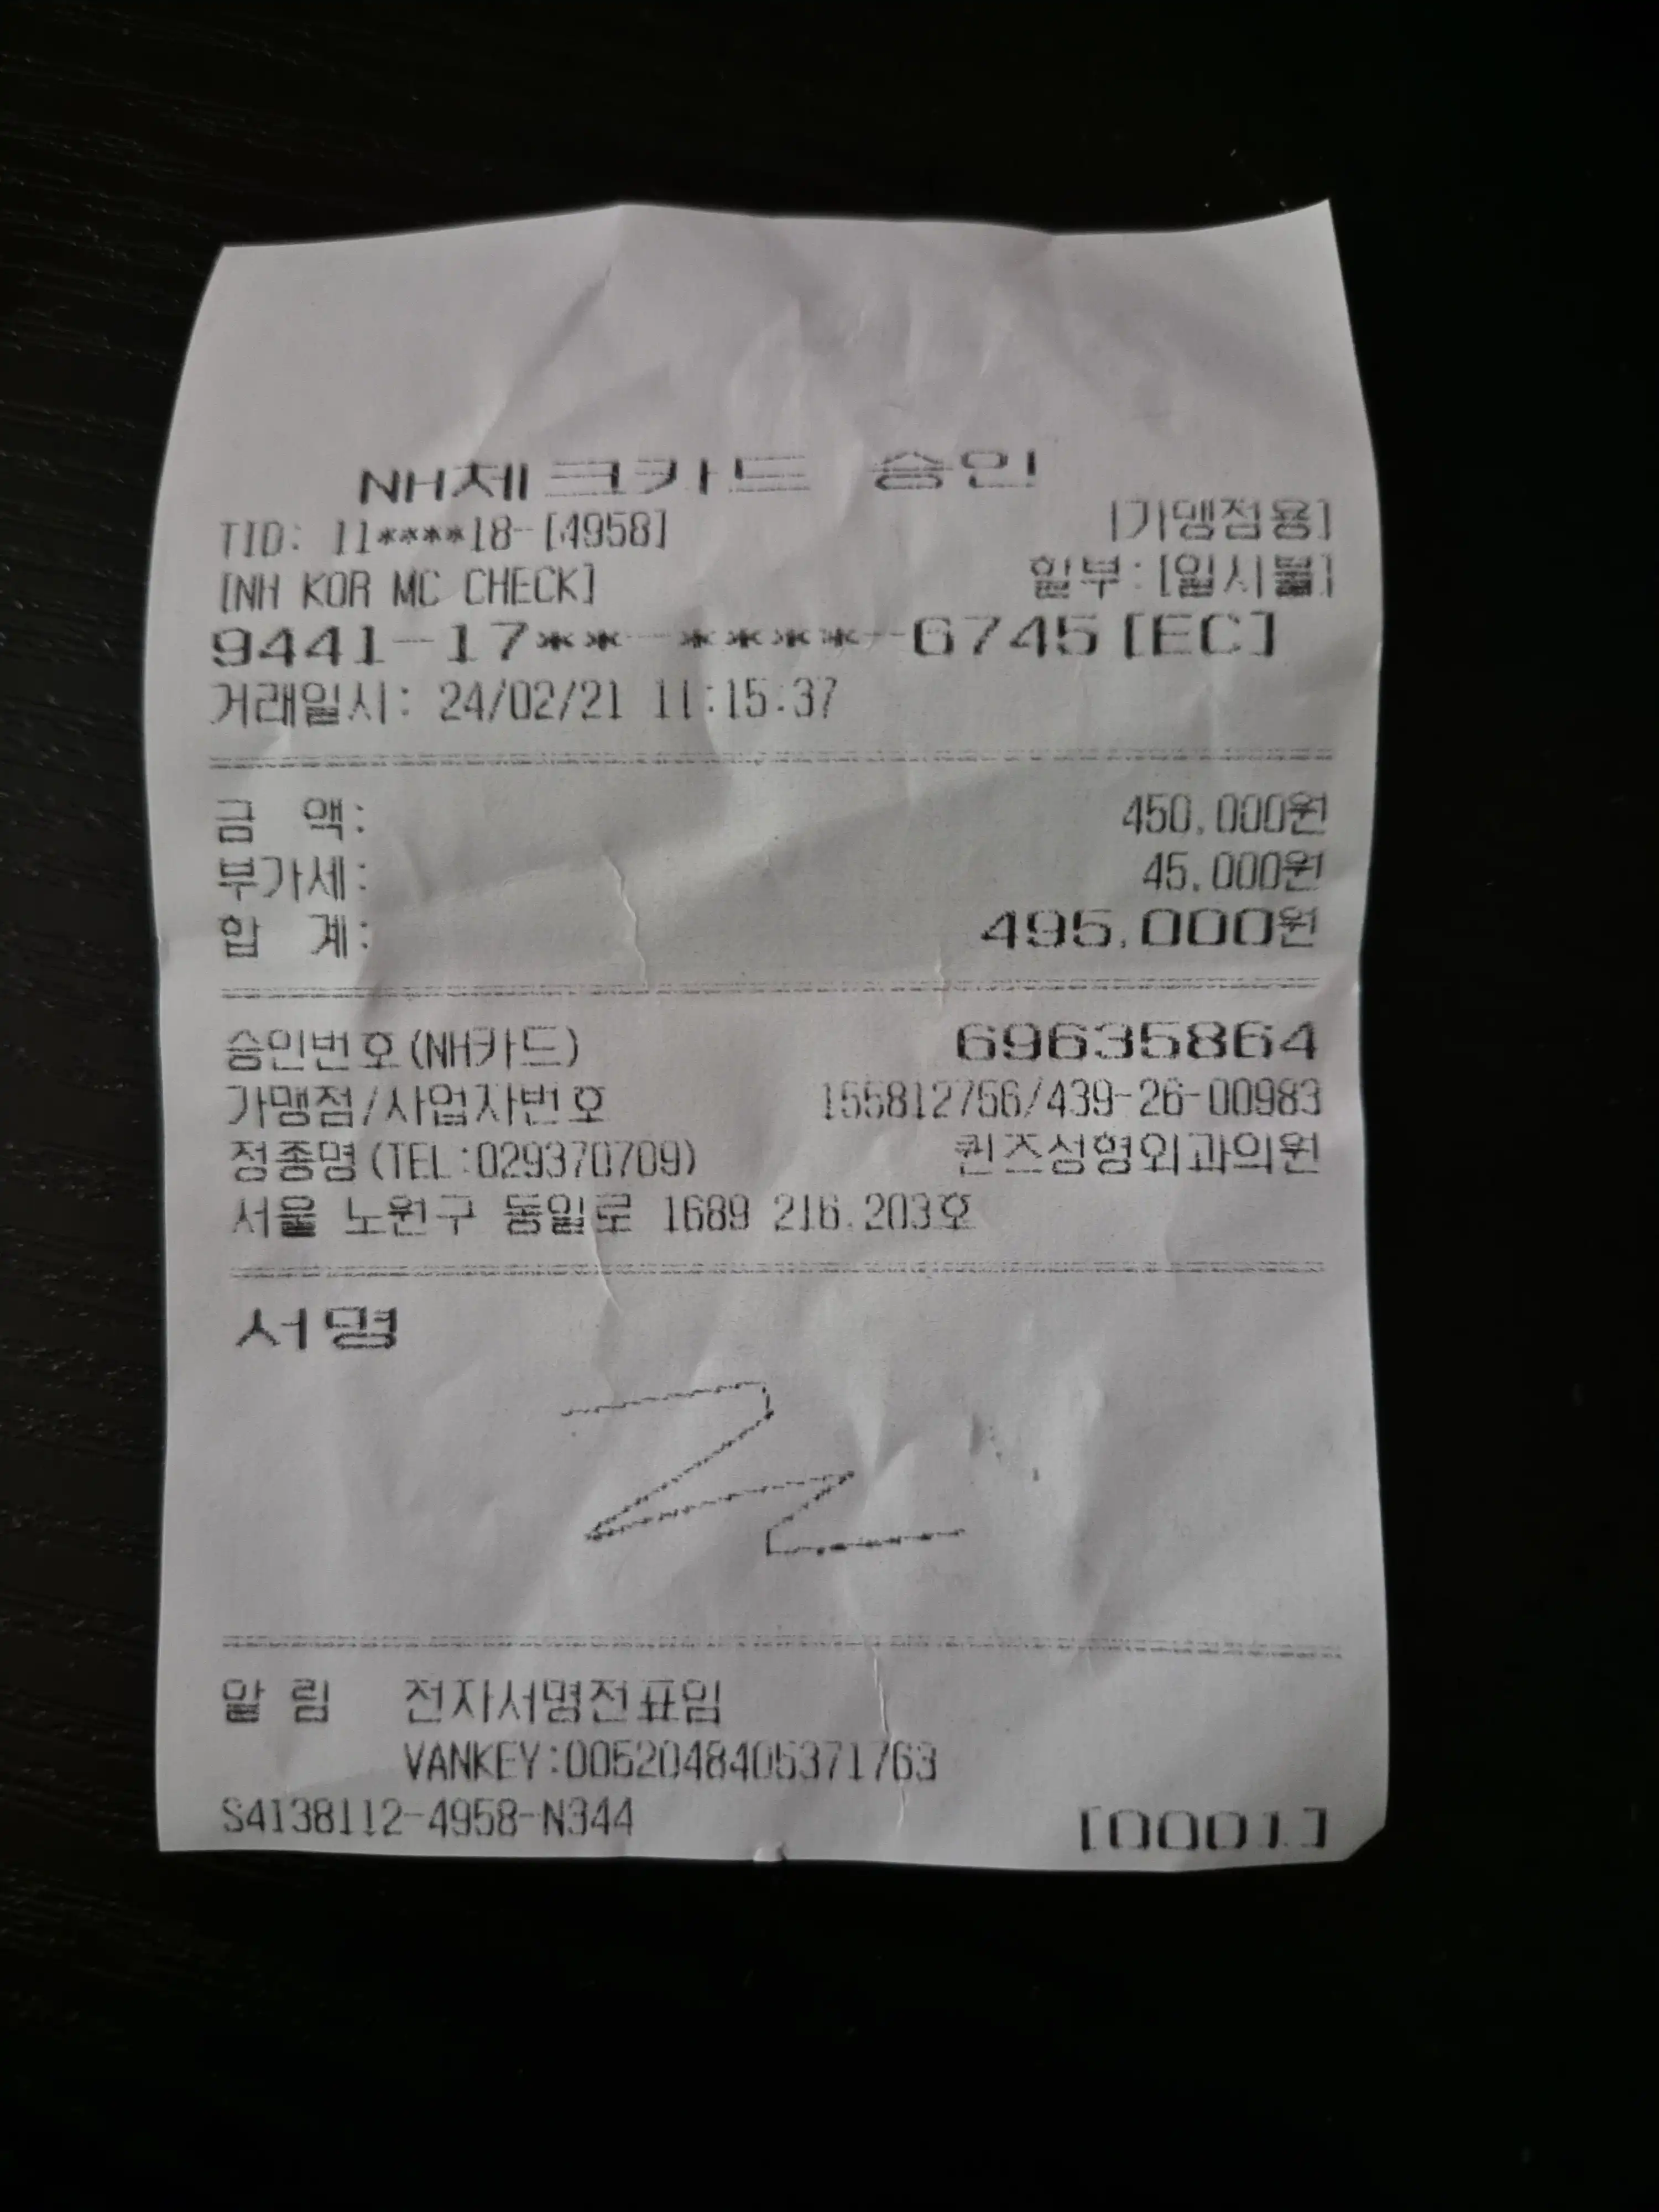 NH체크카드 승인
TID: 11****18-[4958] [가맹점용]
[NH KOR MC CHECK] 할부:[일시불]
9441-17**-****-6745[EC]
거래일시: 24/02/21 11:15:37
금 액: 450,000원
부가세: 45,000원
합 계: 495,000원
승인번호(NH카드) 69635864
가맹점/사업자번호 155812756/439-26-00983
정종명(TEL:029370709) 퀸즈성형외과의원
서울 노원구 동일로 1689 216,203호
서명
알 림 전자서명전표임
VANKEY:0052048405371763
S4138112-4958-N344 [0001]